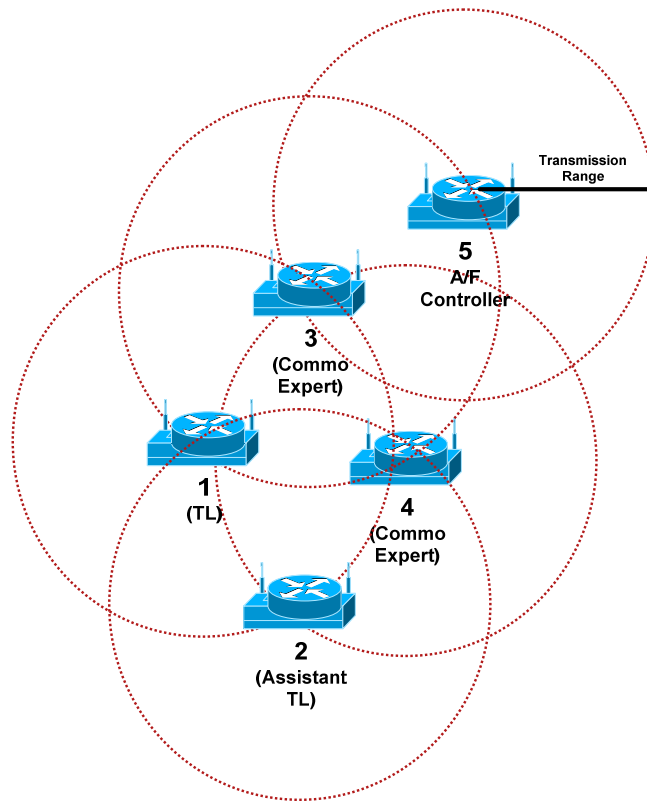 Transmission
Range
5
A/F
Controller
3
(Commo
Expert)
1
(TL)
4
(Commo
Expert)
2
(Assistant
TL)